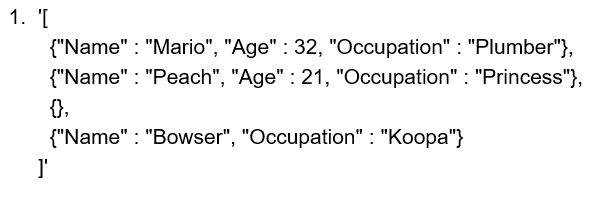 1. '[
{"Name" : "Mario", "Age" : 32, "Occupation" : "Plumber"},
{"Name" : "Peach", "Age" : 21, "Occupation" : "Princess"},
{},
{"Name" : "Bowser", "Occupation" : "Koopa"}
]'